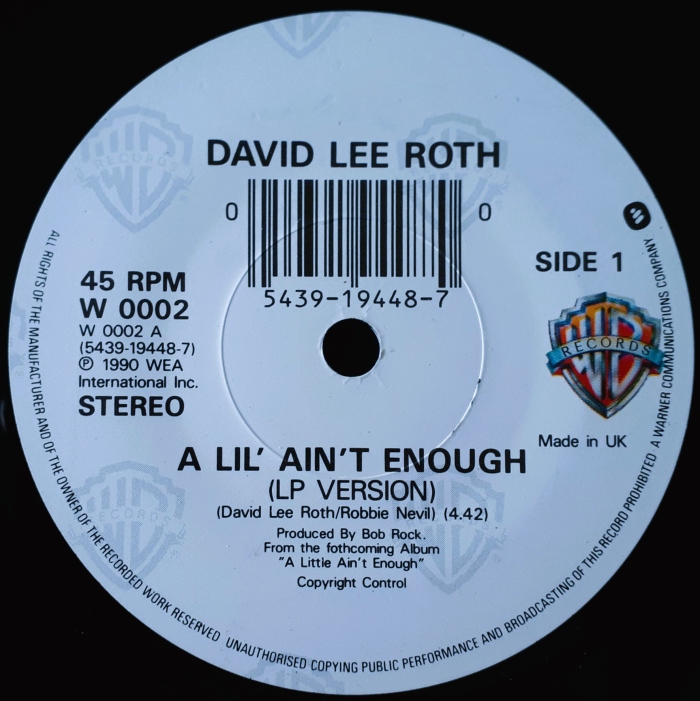 DAVID LEE ROTH
0 0
5439-19448-7
SIDE 1
45 RPM
W 0002
W 0002 A
(5439-19448-7)
℗ 1990 WEA
International Inc.
STEREO
W RECORDS
Made in UK
A LIL' AIN'T ENOUGH
(LP VERSION)
(David Lee Roth/Robbie Nevil) (4.42)
Produced By Bob Rock.
From the fothcoming Album
"A Little Ain't Enough"
Copyright Control
ALL RIGHTS OF THE MANUFACTURER AND OF THE OWNER OF THE RECORDED WORK RESERVED UNAUTHORISED COPYING PUBLIC PERFORMANCE AND BROADCASTING OF THIS RECORD PROHIBITED A WARNER COMMUNICATIONS COMPANY